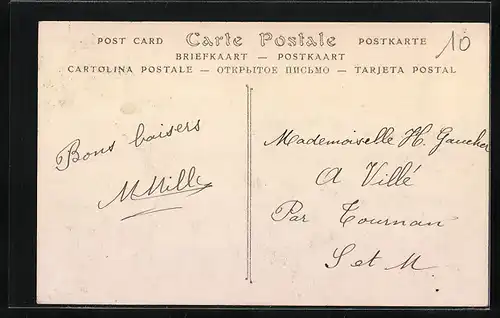 POST CARD Carte Postale POSTKARTE
BRIEFKAART — POSTKAART
CARTOLINA POSTALE — ОТКРЫТОЕ ПИСЬМО — TARJETA POSTAL
10
Bons baisers
MMille
Mademoiselle H. Gaucher
A Villé
Par Tournan
S et M.